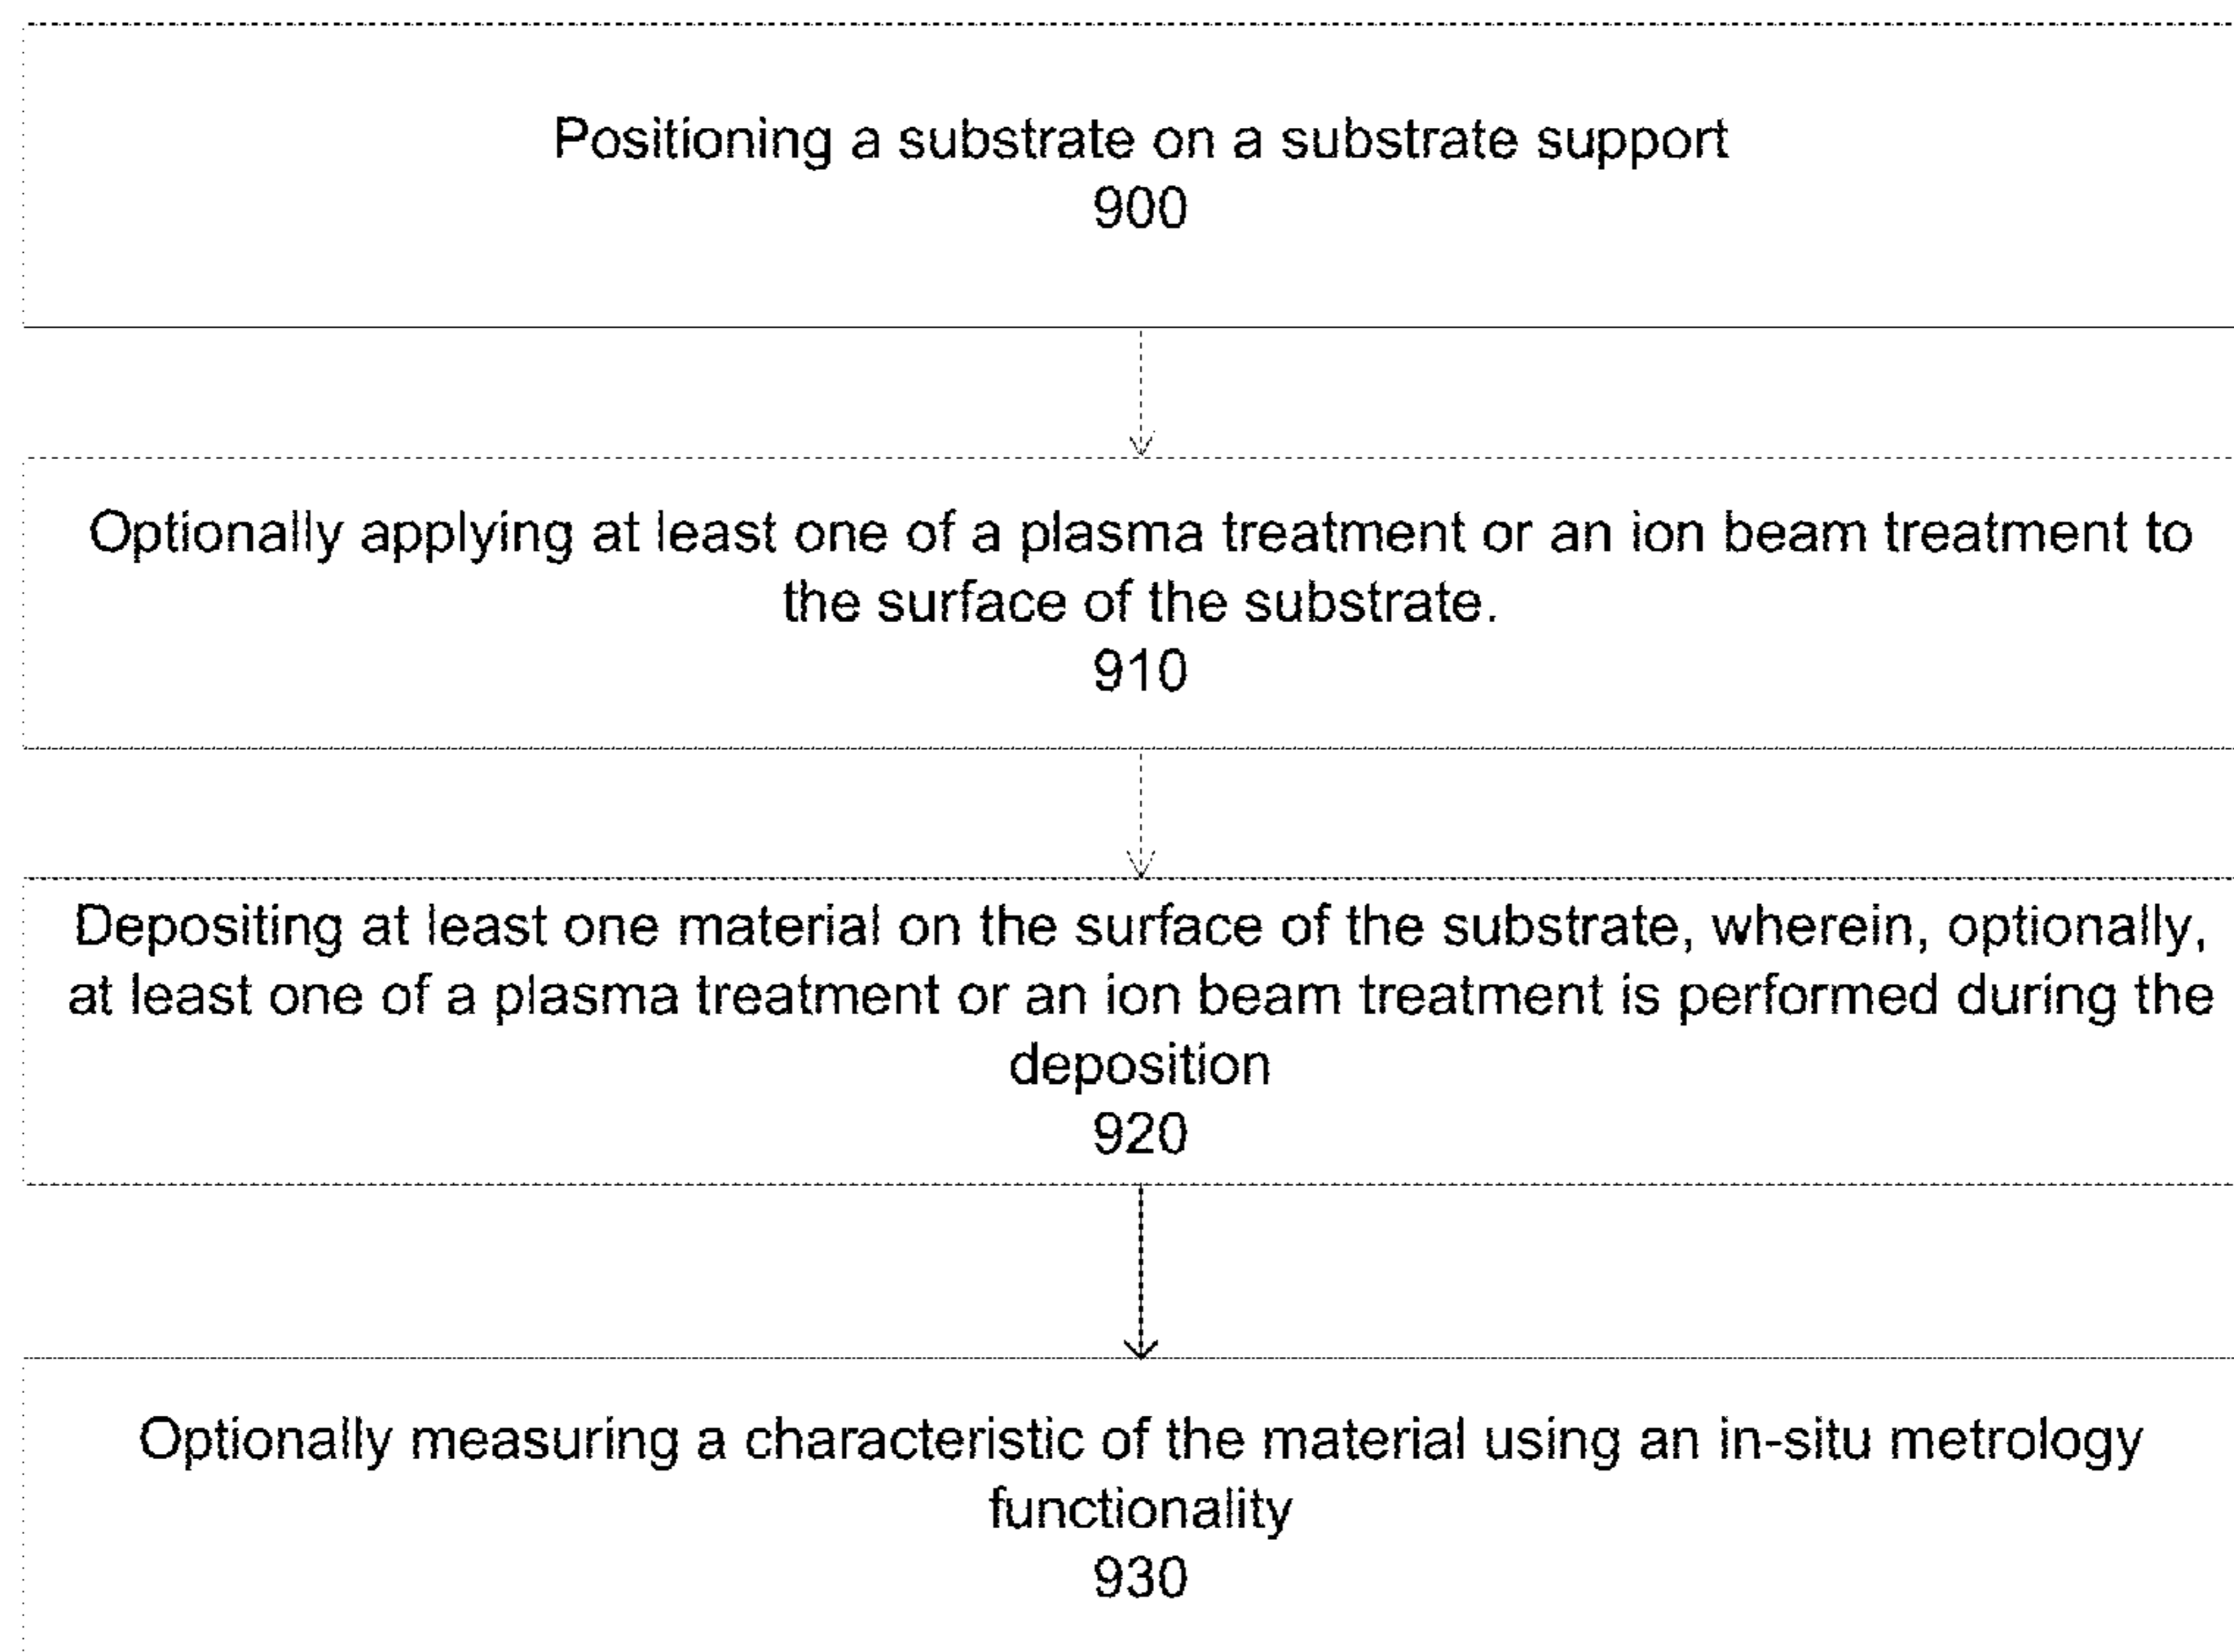 Positioning a substrate on a substrate support
900
Optionally applying at least one of a plasma treatment or an ion beam treatment to
the surface of the substrate.
910
Depositing at least one material on the surface of the substrate, wherein, optionally,
at least one of a plasma treatment or an ion beam treatment is performed during the
deposition
920
Optionally measuring a characteristic of the material using an in-situ metrology
functionality
930